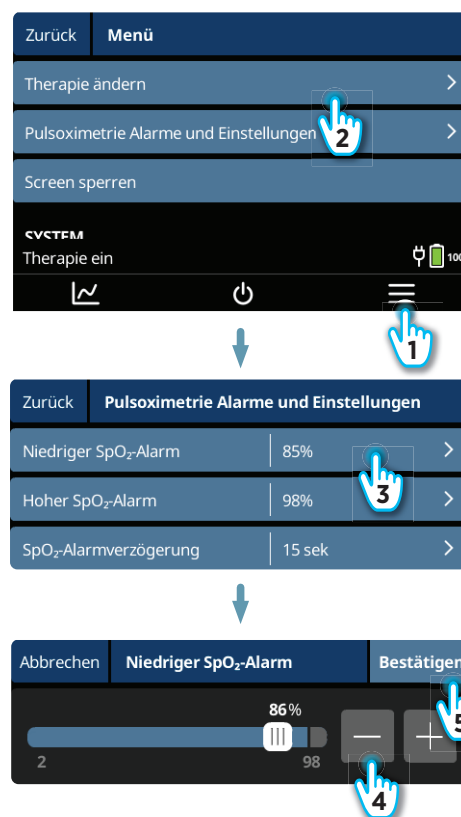 Zurück Menü
Therapie ändern
Pulsoximetrie Alarme und Einstellungen
2
Screen sperren
SYSTEM
Therapie ein 100
1
Zurück Pulsoximetrie Alarme und Einstellungen
Niedriger SpO₂-Alarm 85%
3
Hoher SpO₂-Alarm 98%
SpO₂-Alarmverzögerung 15 sek
Abbrechen Niedriger SpO₂-Alarm Bestätigen
86%
5
2 98
4